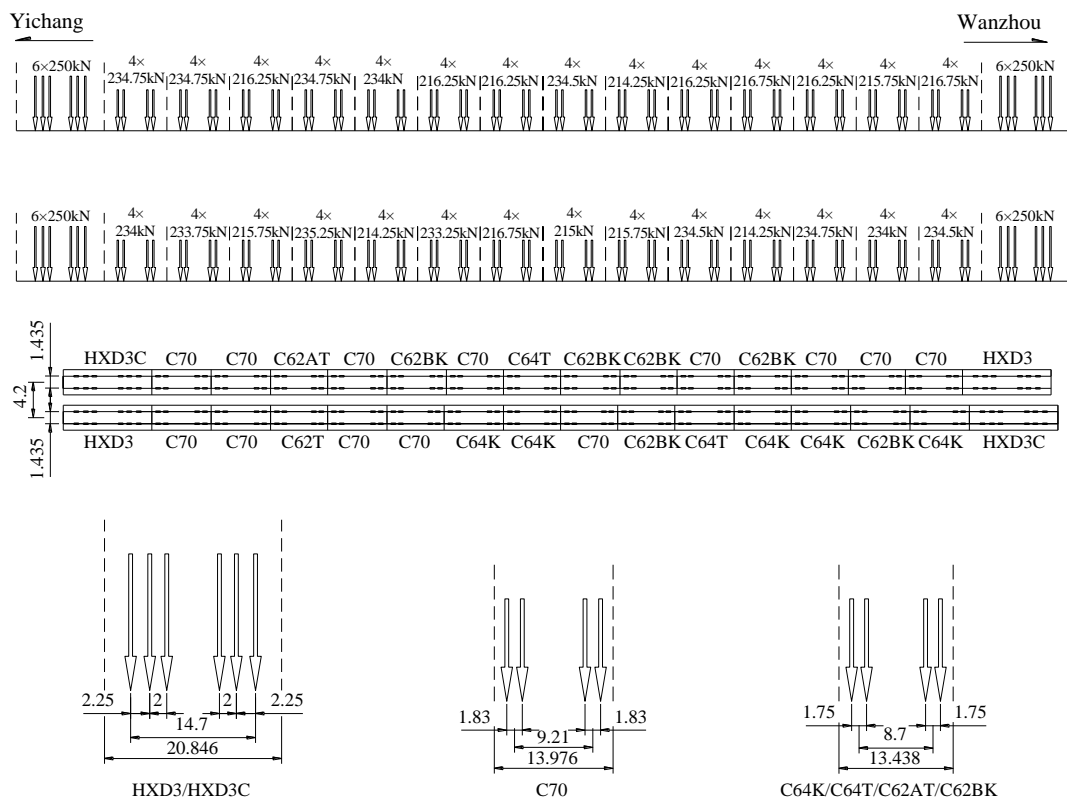 Yichang
Wanzhou
6×250kN 4× 4× 4× 4× 4× 4× 4× 4× 4× 4× 4× 4× 4× 4× 6×250kN
234.75kN 234.75kN 216.25kN 234.75kN 234kN 216.25kN 216.25kN 234.5kN 214.25kN 216.25kN 216.75kN 216.25kN 215.75kN 216.75kN
6×250kN 4× 4× 4× 4× 4× 4× 4× 4× 4× 4× 4× 4× 4× 4× 6×250kN
234kN 233.75kN 215.75kN 235.25kN 214.25kN 233.25kN 216.75kN 215kN 215.75kN 234.5kN 214.25kN 234.75kN 234kN 234.5kN
1.435
4.2
1.435
HXD3C C70 C70 C62AT C70 C62BK C70 C64T C62BK C62BK C70 C62BK C70 C70 C70 HXD3
HXD3 C70 C70 C62T C70 C70 C64K C64K C70 C62BK C64T C64K C64K C62BK C64K HXD3C
2.25 2 2 2.25
14.7
20.846
HXD3/HXD3C
1.83 1.83
9.21
13.976
C70
1.75 1.75
8.7
13.438
C64K/C64T/C62AT/C62BK